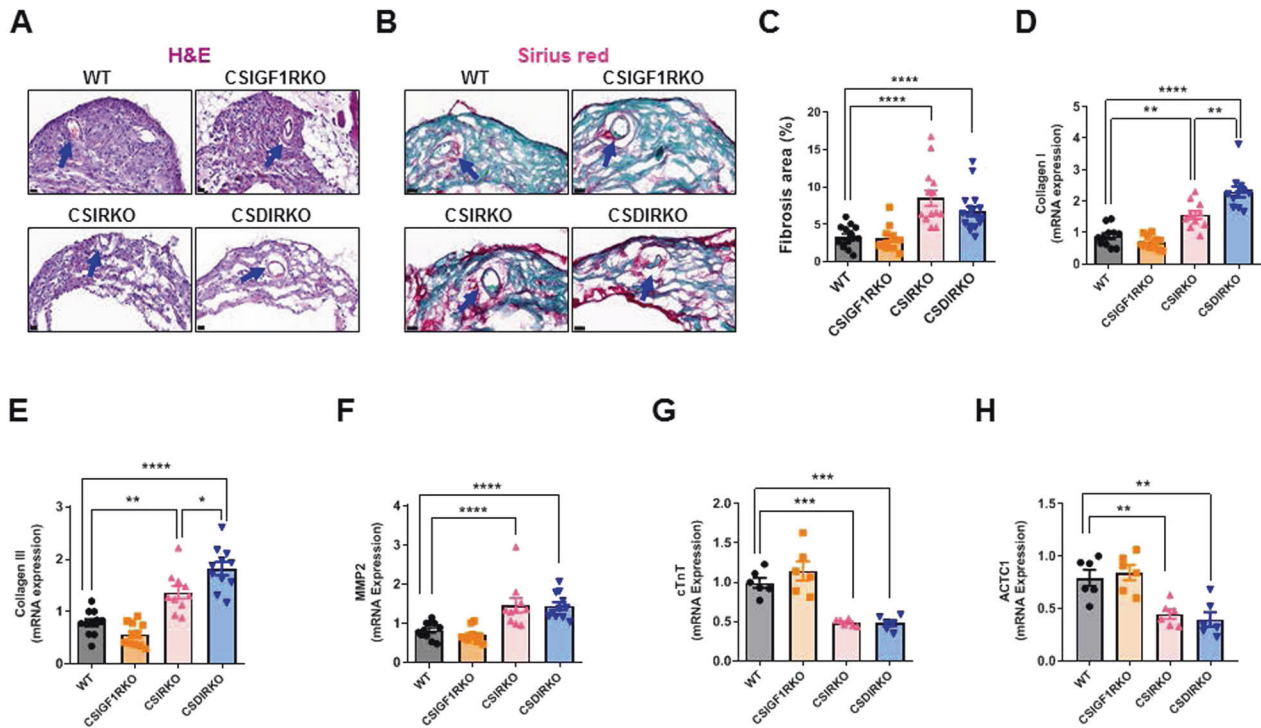 A
H&E
WT
CSIGF1RKO
CSIRKO
CSDIRKO
B
Sirius red
WT
CSIGF1RKO
CSIRKO
CSDIRKO
C
****
****
Fibrosis area (%)
20
15
10
5
0
WT
CSIGF1RKO
CSIRKO
CSDIRKO
D
****
**
**
Collagen I
(mRNA expression)
5
4
3
2
1
0
WT
CSIGF1RKO
CSIRKO
CSDIRKO
E
****
**
*
Collagen III
(mRNA expression)
3
2
1
0
WT
CSIGF1RKO
CSIRKO
CSDIRKO
F
****
****
MMP2
(mRNA Expression)
4
3
2
1
0
WT
CSIGF1RKO
CSIRKO
CSDIRKO
G
***
***
cTnT
(mRNA Expression)
2.0
1.5
1.0
0.5
0.0
WT
CSIGF1RKO
CSIRKO
CSDIRKO
H
**
**
ACTC1
(mRNA Expression)
1.5
1.0
0.5
0.0
WT
CSIGF1RKO
CSIRKO
CSDIRKO